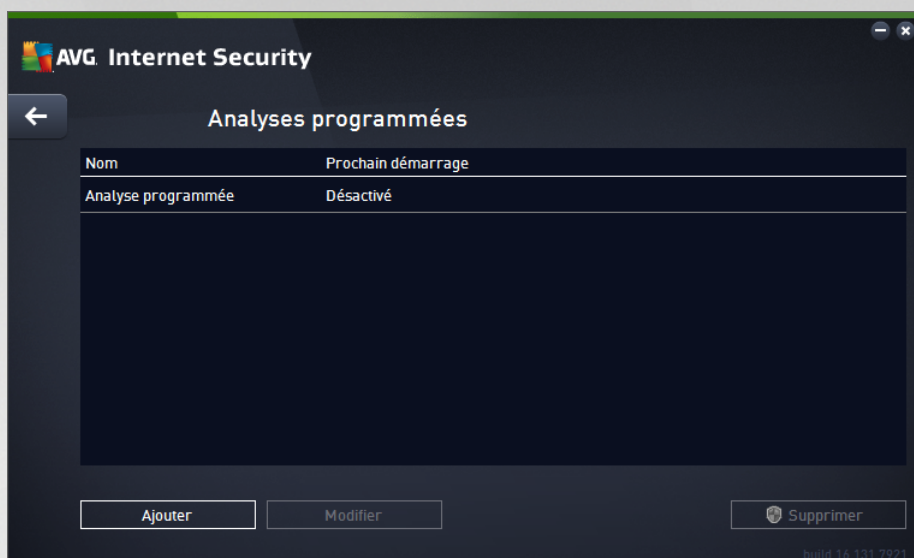 AVG. Internet Security
Analyses programmées
Nom Prochain démarrage
Analyse programmée Désactivé
Ajouter Modifier Supprimer
build 16.131.7921